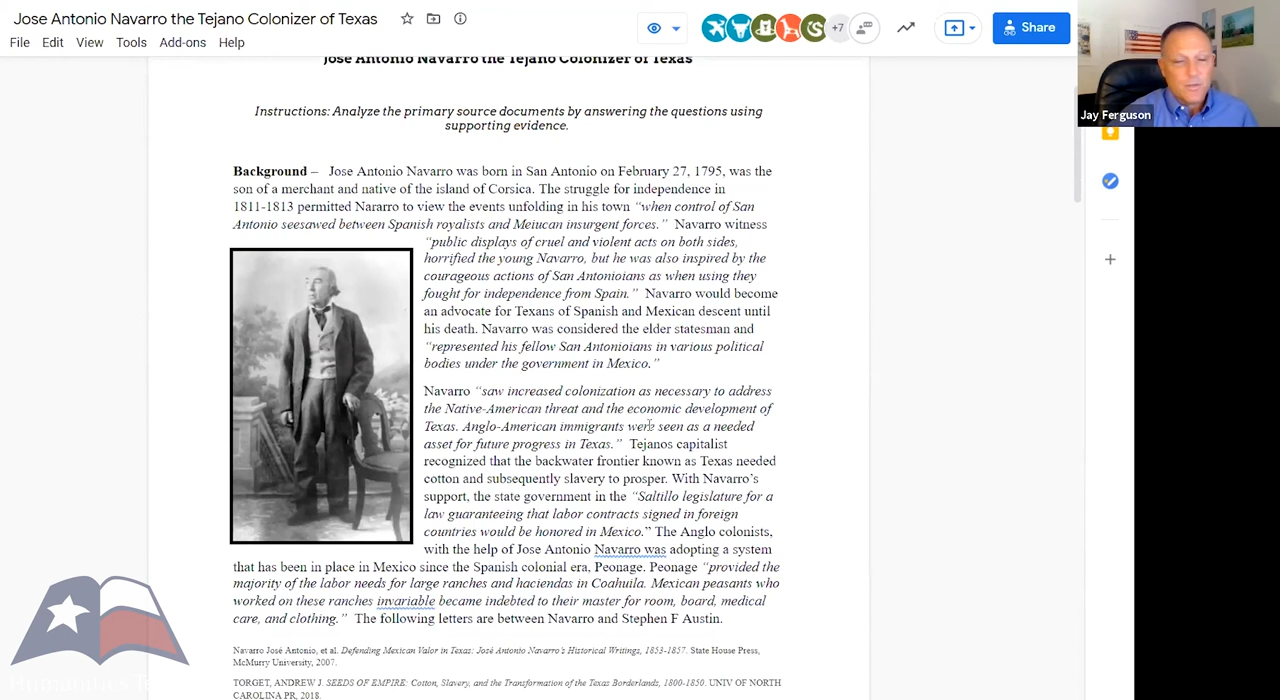 Jose Antonio Navarro the Tejano Colonizer of Texas
File Edit View Tools Add-ons Help
+7
Share
Jay Ferguson
Jose Antonio Navarro the Tejano Colonizer of Texas
Instructions: Analyze the primary source documents by answering the questions using
supporting evidence.
Background – Jose Antonio Navarro was born in San Antonio on February 27, 1795, was the
son of a merchant and native of the island of Corsica. The struggle for independence in
1811-1813 permitted Nararro to view the events unfolding in his town “when control of San
Antonio seesawed between Spanish royalists and Meiucan insurgent forces.” Navarro witness
“public displays of cruel and violent acts on both sides,
horrified the young Navarro, but he was also inspired by the
courageous actions of San Antonioians as when using they
fought for independence from Spain.” Navarro would become
an advocate for Texans of Spanish and Mexican descent until
his death. Navarro was considered the elder statesman and
“represented his fellow San Antonioians in various political
bodies under the government in Mexico.”
Navarro “saw increased colonization as necessary to address
the Native-American threat and the economic development of
Texas. Anglo-American immigrants were seen as a needed
asset for future progress in Texas.” Tejanos capitalist
recognized that the backwater frontier known as Texas needed
cotton and subsequently slavery to prosper. With Navarro’s
support, the state government in the “Saltillo legislature for a
law guaranteeing that labor contracts signed in foreign
countries would be honored in Mexico.” The Anglo colonists,
with the help of Jose Antonio Navarro was adopting a system
that has been in place in Mexico since the Spanish colonial era, Peonage. Peonage “provided the
majority of the labor needs for large ranches and haciendas in Coahuila. Mexican peasants who
worked on these ranches invariable became indebted to their master for room, board, medical
care, and clothing.” The following letters are between Navarro and Stephen F Austin.
Navarro José Antonio, et al. Defending Mexican Valor in Texas: José Antonio Navarro’s Historical Writings, 1853-1857. State House Press,
McMurry University, 2007.
TORGET, ANDREW J. SEEDS OF EMPIRE: Cotton, Slavery, and the Transformation of the Texas Borderlands, 1800-1850. UNIV OF NORTH
CAROLINA PR, 2018.